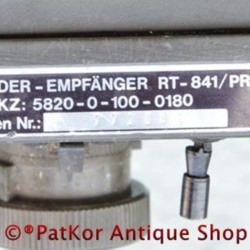 DER - EMPFÄNGER RT-841/PR
KZ: 5820-0-100-0180
en Nr.:
©®PatKor Antique Shop